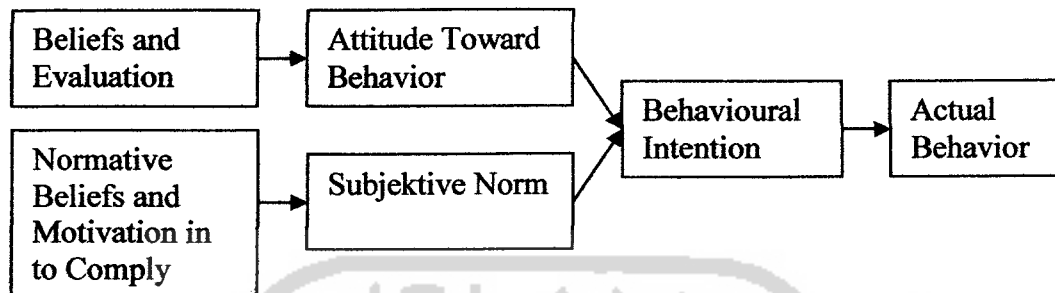 Beliefs and
Evaluation
Attitude Toward
Behavior
Normative
Beliefs and
Motivation in
to Comply
Subjektive Norm
Behavioural
Intention
Actual
Behavior